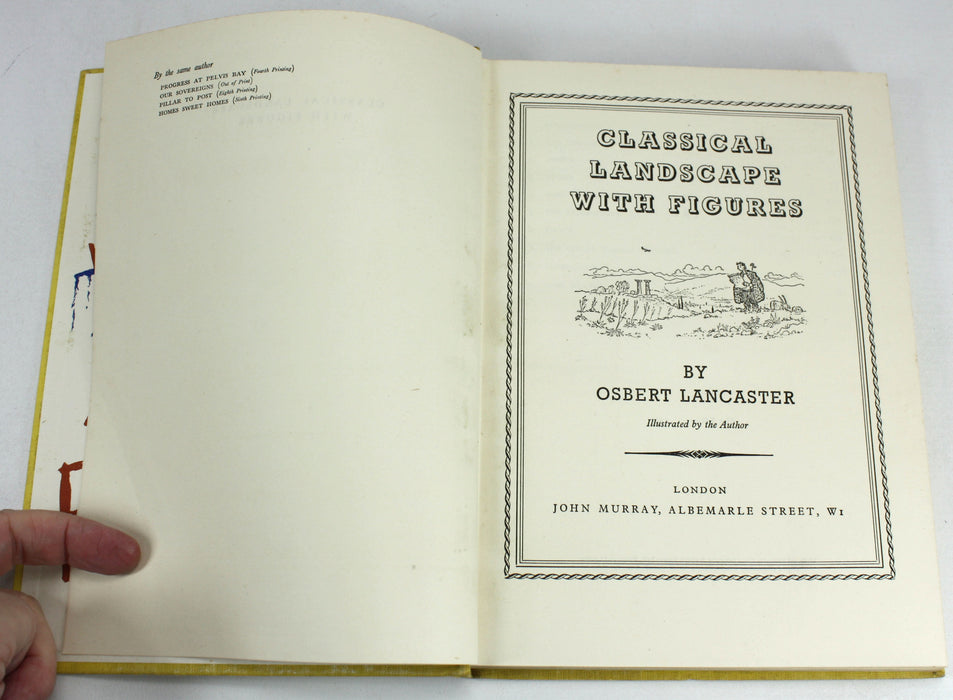 By the same author
PROGRESS AT PELVIS BAY (Fourth Printing)
OUR SOVEREIGNS (Out of Print)
PILLAR TO POST (Eighth Printing)
HOMES SWEET HOMES (Sixth Printing)
CLASSICAL
LANDSCAPE
WITH FIGURES
BY
OSBERT LANCASTER
Illustrated by the Author
LONDON
JOHN MURRAY, ALBEMARLE STREET, W1